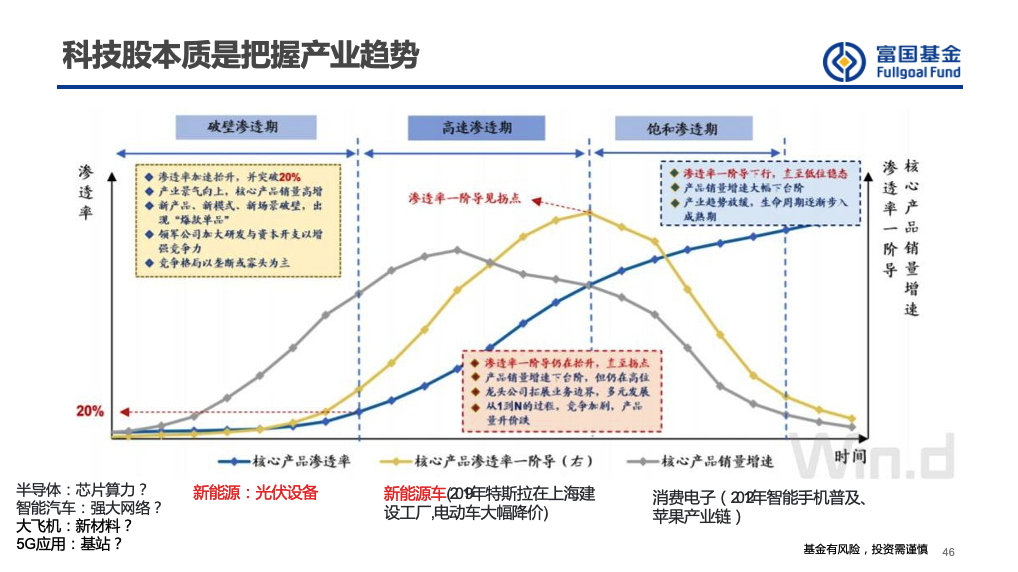 科技股本质是把握产业趋势
富国基金
Fullgoal Fund
破壁渗透期
高速渗透期
饱和渗透期
渗透率
渗透率一阶导
核心产品销量增速
渗透率加速抬升，并突破20%
产业景气向上，核心产品销量高增
新产品、新模式、新场景破壁，出
现“爆款单品”
领军公司加大研发与资本开支以增
强竞争力
竞争格局以垄断或寡头为主
渗透率一阶导见拐点
渗透率一阶导下行，直至低位稳态
产品销量增速大幅下台阶
产业趋势放缓，生命周期逐渐步入
成熟期
渗透率一阶导仍在抬升，直至拐点
产品销量增速下台阶，但仍在高位
龙头公司拓展业务边界，多元发展
从1到N的过程，竞争加剧，产品
量升价跌
20%
核心产品渗透率
核心产品渗透率一阶导（右）
核心产品销量增速
时间
Win.d
半导体：芯片算力？
智能汽车：强大网络？
大飞机：新材料？
5G应用：基站？
新能源：光伏设备
新能源车(2019年特斯拉在上海建
设工厂,电动车大幅降价)
消费电子（2012年智能手机普及、
苹果产业链）
基金有风险，投资需谨慎
46